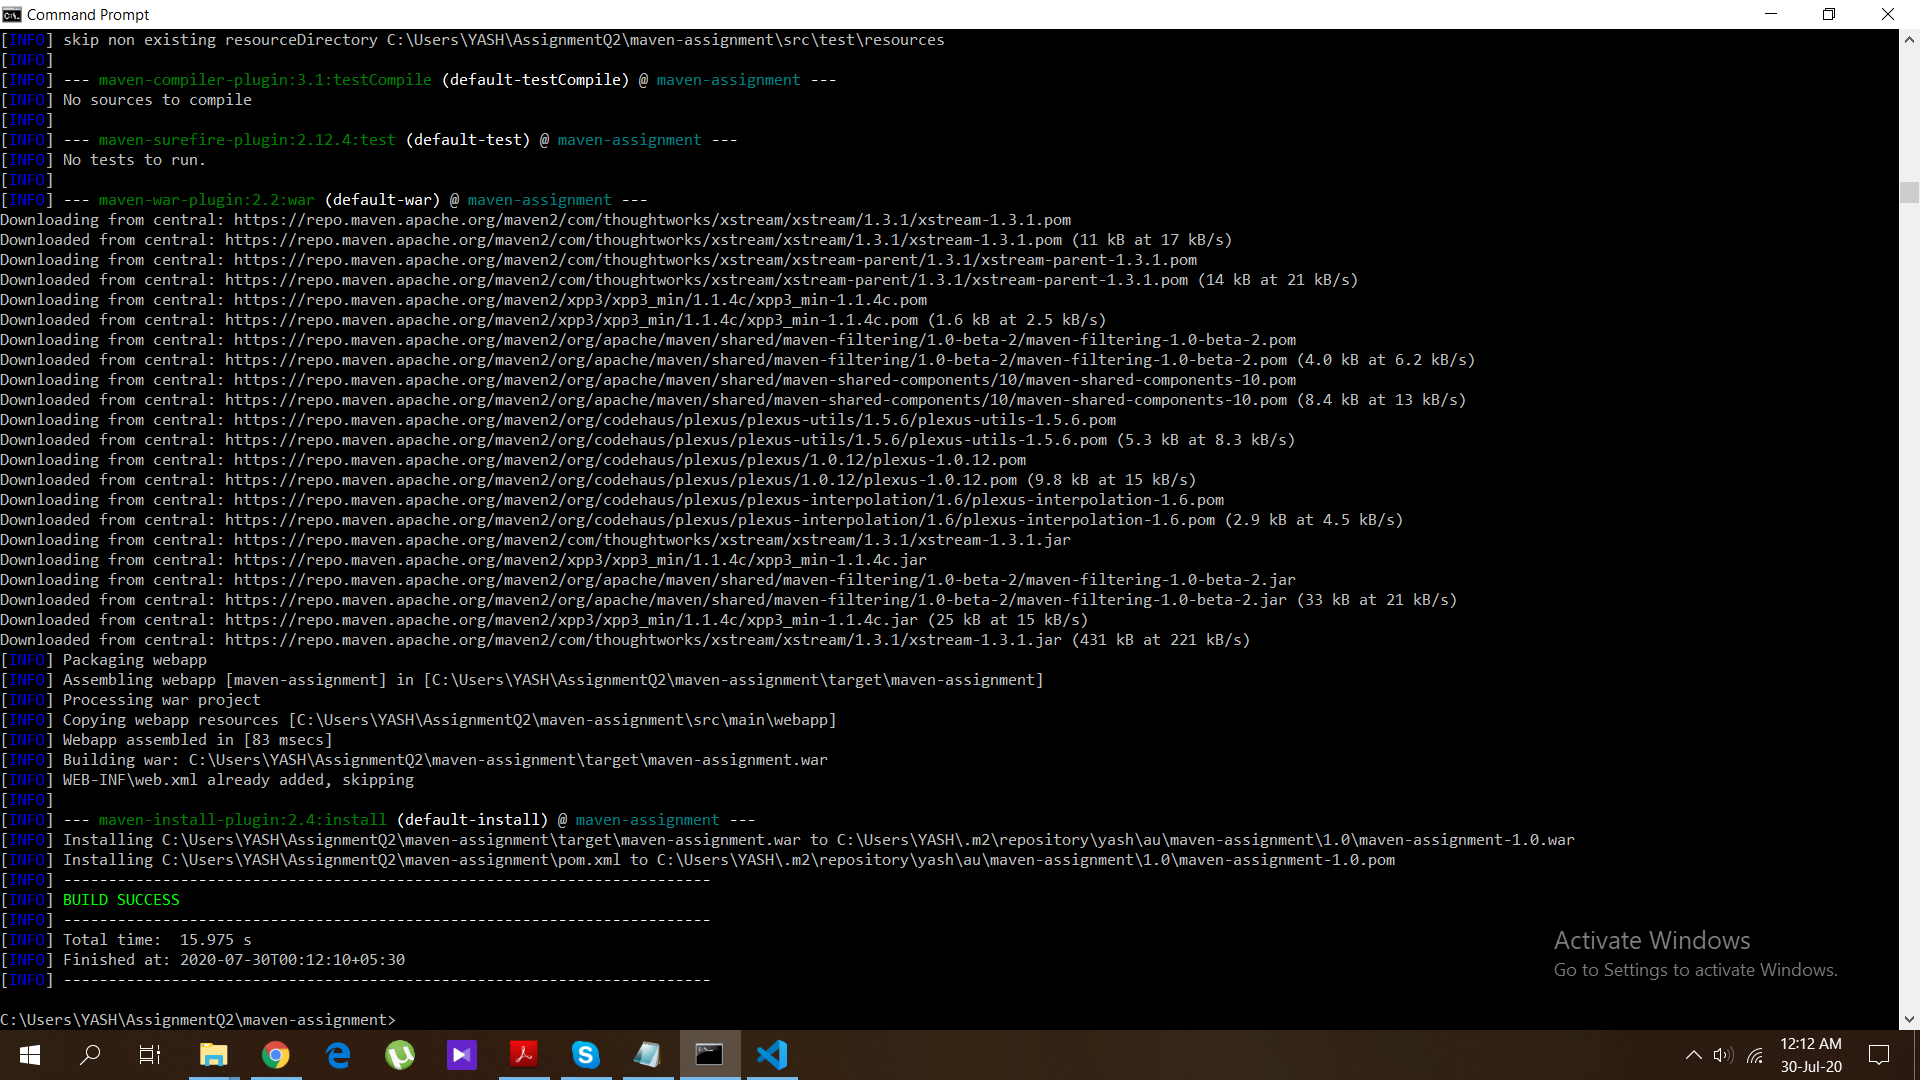 Command Prompt
[INFO] skip non existing resourceDirectory C:\Users\YASH\AssignmentQ2\maven-assignment\src\test\resources
[INFO]
[INFO] --- maven-compiler-plugin:3.1:testCompile (default-testCompile) @ maven-assignment ---
[INFO] No sources to compile
[INFO]
[INFO] --- maven-surefire-plugin:2.12.4:test (default-test) @ maven-assignment ---
[INFO] No tests to run.
[INFO]
[INFO] --- maven-war-plugin:2.2:war (default-war) @ maven-assignment ---
Downloading from central: https://repo.maven.apache.org/maven2/com/thoughtworks/xstream/xstream/1.3.1/xstream-1.3.1.pom
Downloaded from central: https://repo.maven.apache.org/maven2/com/thoughtworks/xstream/xstream/1.3.1/xstream-1.3.1.pom (11 kB at 17 kB/s)
Downloading from central: https://repo.maven.apache.org/maven2/com/thoughtworks/xstream/xstream-parent/1.3.1/xstream-parent-1.3.1.pom
Downloaded from central: https://repo.maven.apache.org/maven2/com/thoughtworks/xstream/xstream-parent/1.3.1/xstream-parent-1.3.1.pom (14 kB at 21 kB/s)
Downloading from central: https://repo.maven.apache.org/maven2/xpp3/xpp3_min/1.1.4c/xpp3_min-1.1.4c.pom
Downloaded from central: https://repo.maven.apache.org/maven2/xpp3/xpp3_min/1.1.4c/xpp3_min-1.1.4c.pom (1.6 kB at 2.5 kB/s)
Downloading from central: https://repo.maven.apache.org/maven2/org/apache/maven/shared/maven-filtering/1.0-beta-2/maven-filtering-1.0-beta-2.pom
Downloaded from central: https://repo.maven.apache.org/maven2/org/apache/maven/shared/maven-filtering/1.0-beta-2/maven-filtering-1.0-beta-2.pom (4.0 kB at 6.2 kB/s)
Downloading from central: https://repo.maven.apache.org/maven2/org/apache/maven/shared/maven-shared-components/10/maven-shared-components-10.pom
Downloaded from central: https://repo.maven.apache.org/maven2/org/apache/maven/shared/maven-shared-components/10/maven-shared-components-10.pom (8.4 kB at 13 kB/s)
Downloading from central: https://repo.maven.apache.org/maven2/org/codehaus/plexus/plexus-utils/1.5.6/plexus-utils-1.5.6.pom
Downloaded from central: https://repo.maven.apache.org/maven2/org/codehaus/plexus/plexus-utils/1.5.6/plexus-utils-1.5.6.pom (5.3 kB at 8.3 kB/s)
Downloading from central: https://repo.maven.apache.org/maven2/org/codehaus/plexus/plexus/1.0.12/plexus-1.0.12.pom
Downloaded from central: https://repo.maven.apache.org/maven2/org/codehaus/plexus/plexus/1.0.12/plexus-1.0.12.pom (9.8 kB at 15 kB/s)
Downloading from central: https://repo.maven.apache.org/maven2/org/codehaus/plexus/plexus-interpolation/1.6/plexus-interpolation-1.6.pom
Downloaded from central: https://repo.maven.apache.org/maven2/org/codehaus/plexus/plexus-interpolation/1.6/plexus-interpolation-1.6.pom (2.9 kB at 4.5 kB/s)
Downloading from central: https://repo.maven.apache.org/maven2/com/thoughtworks/xstream/xstream/1.3.1/xstream-1.3.1.jar
Downloading from central: https://repo.maven.apache.org/maven2/xpp3/xpp3_min/1.1.4c/xpp3_min-1.1.4c.jar
Downloading from central: https://repo.maven.apache.org/maven2/org/apache/maven/shared/maven-filtering/1.0-beta-2/maven-filtering-1.0-beta-2.jar
Downloaded from central: https://repo.maven.apache.org/maven2/org/apache/maven/shared/maven-filtering/1.0-beta-2/maven-filtering-1.0-beta-2.jar (33 kB at 21 kB/s)
Downloaded from central: https://repo.maven.apache.org/maven2/xpp3/xpp3_min/1.1.4c/xpp3_min-1.1.4c.jar (25 kB at 15 kB/s)
Downloaded from central: https://repo.maven.apache.org/maven2/com/thoughtworks/xstream/xstream/1.3.1/xstream-1.3.1.jar (431 kB at 221 kB/s)
[INFO] Packaging webapp
[INFO] Assembling webapp [maven-assignment] in [C:\Users\YASH\AssignmentQ2\maven-assignment\target\maven-assignment]
[INFO] Processing war project
[INFO] Copying webapp resources [C:\Users\YASH\AssignmentQ2\maven-assignment\src\main\webapp]
[INFO] Webapp assembled in [83 msecs]
[INFO] Building war: C:\Users\YASH\AssignmentQ2\maven-assignment\target\maven-assignment.war
[INFO] WEB-INF\web.xml already added, skipping
[INFO]
[INFO] --- maven-install-plugin:2.4:install (default-install) @ maven-assignment ---
[INFO] Installing C:\Users\YASH\AssignmentQ2\maven-assignment\target\maven-assignment.war to C:\Users\YASH\.m2\repository\yash\au\maven-assignment\1.0\maven-assignment-1.0.war
[INFO] Installing C:\Users\YASH\AssignmentQ2\maven-assignment\pom.xml to C:\Users\YASH\.m2\repository\yash\au\maven-assignment\1.0\maven-assignment-1.0.pom
[INFO] ------------------------------------------------------------------------
[INFO] BUILD SUCCESS
[INFO] ------------------------------------------------------------------------
[INFO] Total time:  15.975 s
[INFO] Finished at: 2020-07-30T00:12:10+05:30
[INFO] ------------------------------------------------------------------------
Activate Windows
Go to Settings to activate Windows.
C:\Users\YASH\AssignmentQ2\maven-assignment>
12:12 AM
30-Jul-20